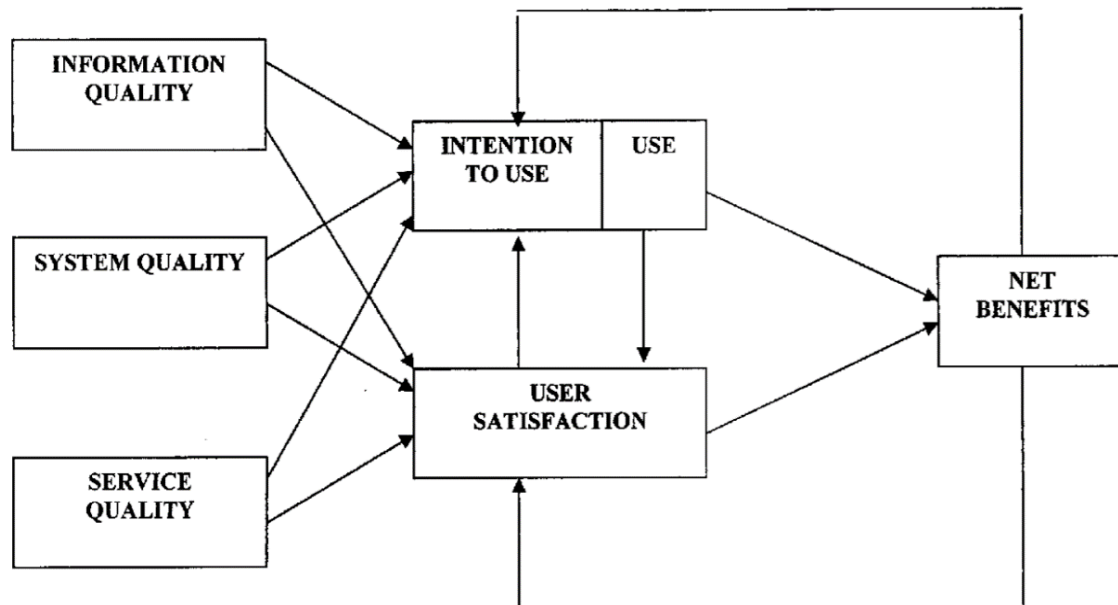 INFORMATION
QUALITY
INTENTION
TO USE
USE
SYSTEM QUALITY
NET
BENEFITS
USER
SATISFACTION
SERVICE
QUALITY